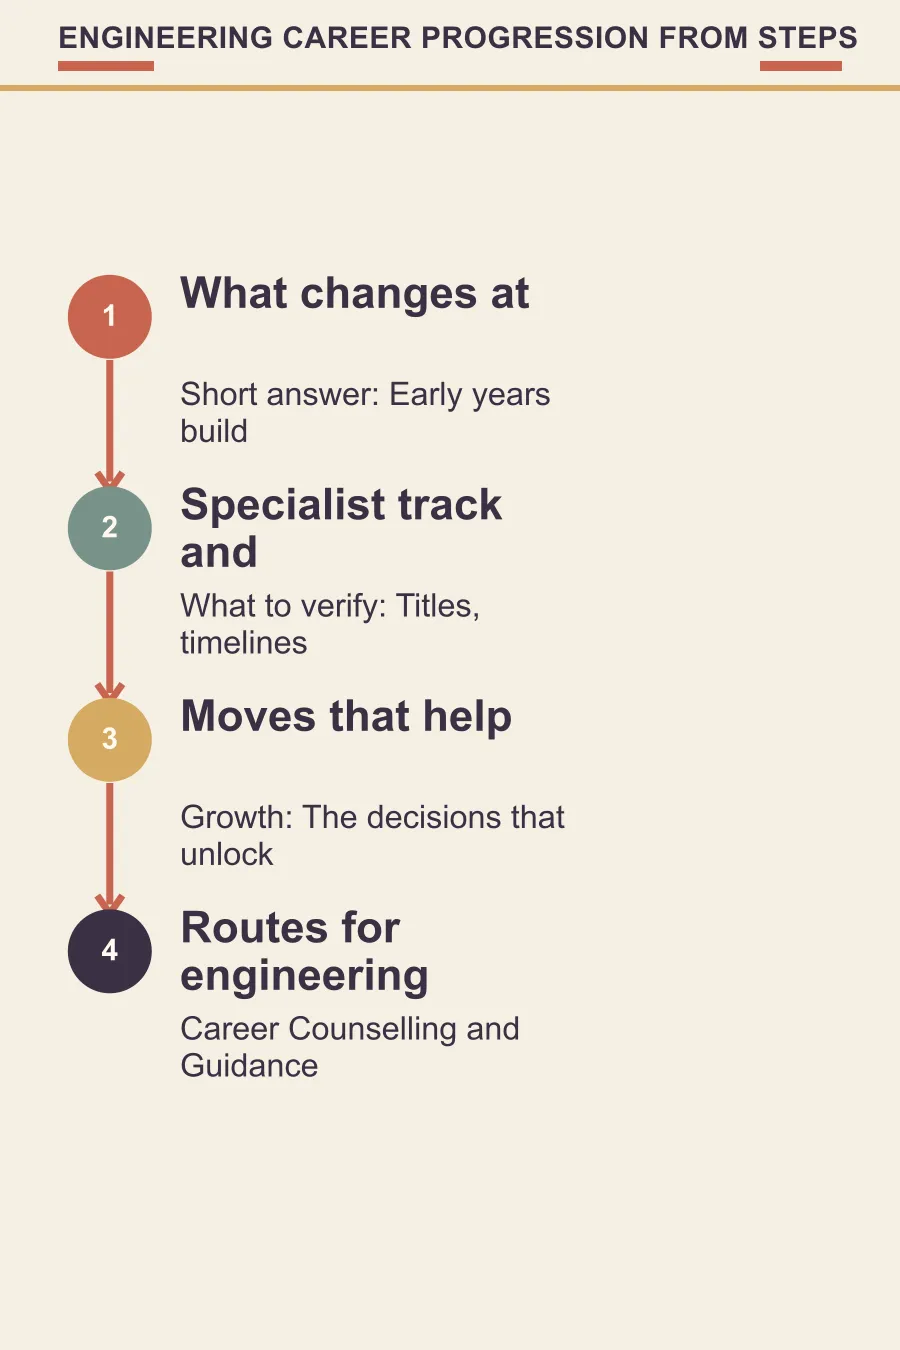 ENGINEERING CAREER PROGRESSION FROM STEPS
1
What changes at
Short answer: Early years
build
2
Specialist track
and
What to verify: Titles,
timelines
3
Moves that help
Growth: The decisions that
unlock
4
Routes for
engineering
Career Counselling and
Guidance